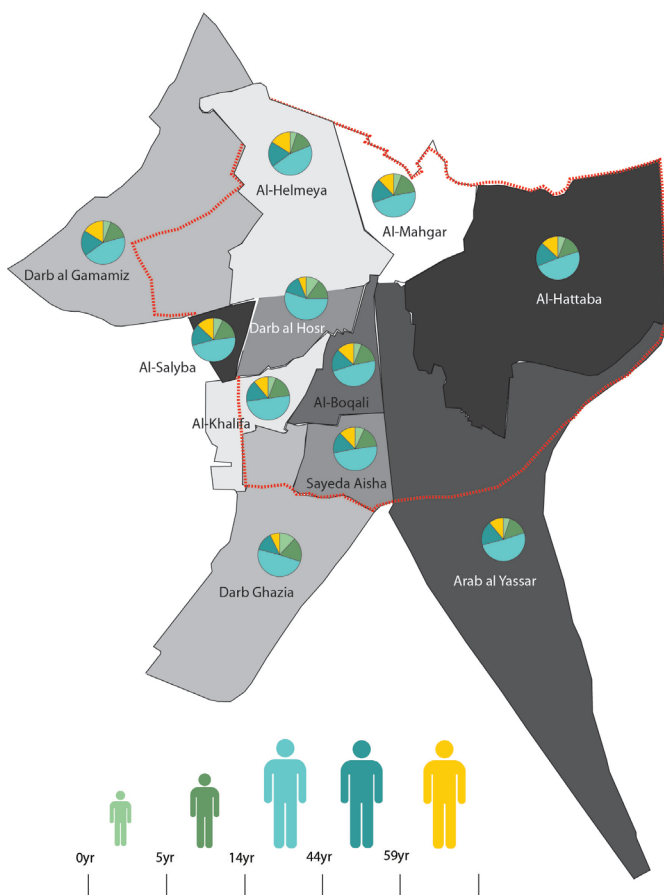 Al-Helmeya
Al-Mahgar
Darb al Gamamiz
Al-Hattaba
Darb al Hosr
Al-Salyba
Al-Boqali
Al-Khalifa
Sayeda Aisha
Arab al Yassar
Darb Ghazia
0yr 5yr 14yr 44yr 59yr